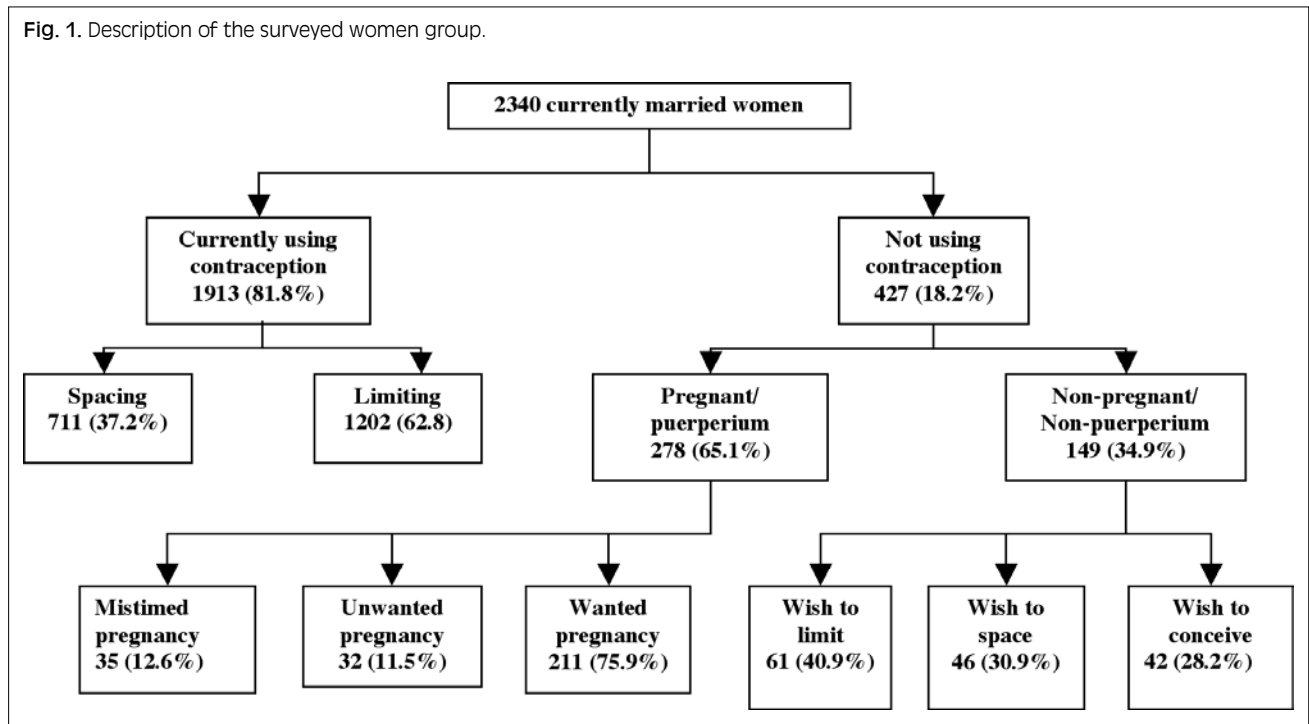 Fig. 1. Description of the surveyed women group.
2340 currently married women
Currently using
contraception
1913 (81.8%)
Not using
contraception
427 (18.2%)
Spacing
711 (37.2%)
Limiting
1202 (62.8)
Pregnant/
puerperium
278 (65.1%)
Non-pregnant/
Non-puerperium
149 (34.9%)
Mistimed
pregnancy
35 (12.6%)
Unwanted
pregnancy
32 (11.5%)
Wanted
pregnancy
211 (75.9%)
Wish to
limit
61 (40.9%)
Wish to
space
46 (30.9%)
Wish to
conceive
42 (28.2%)